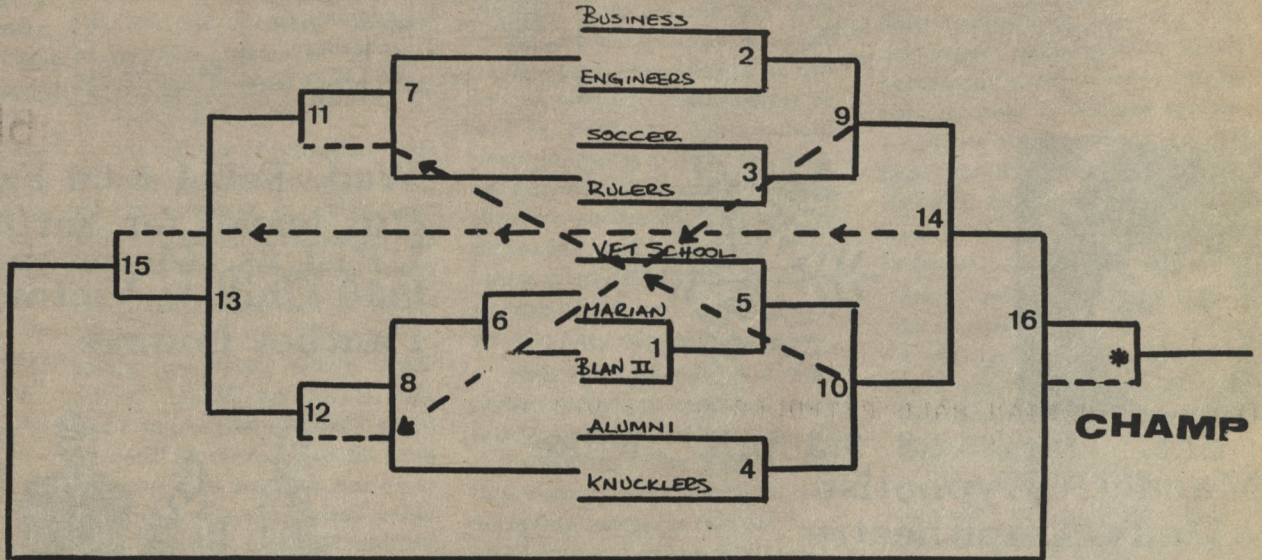 BUSINESS
2
ENGINEERS
7
11
9
SOCCER
3
RULERS
14
VET SCHOOL
15
13
5
MARIAN
6
16
1
BLAN II
*
8
10
12
ALUMNI
CHAMP
4
KNUCKLERS